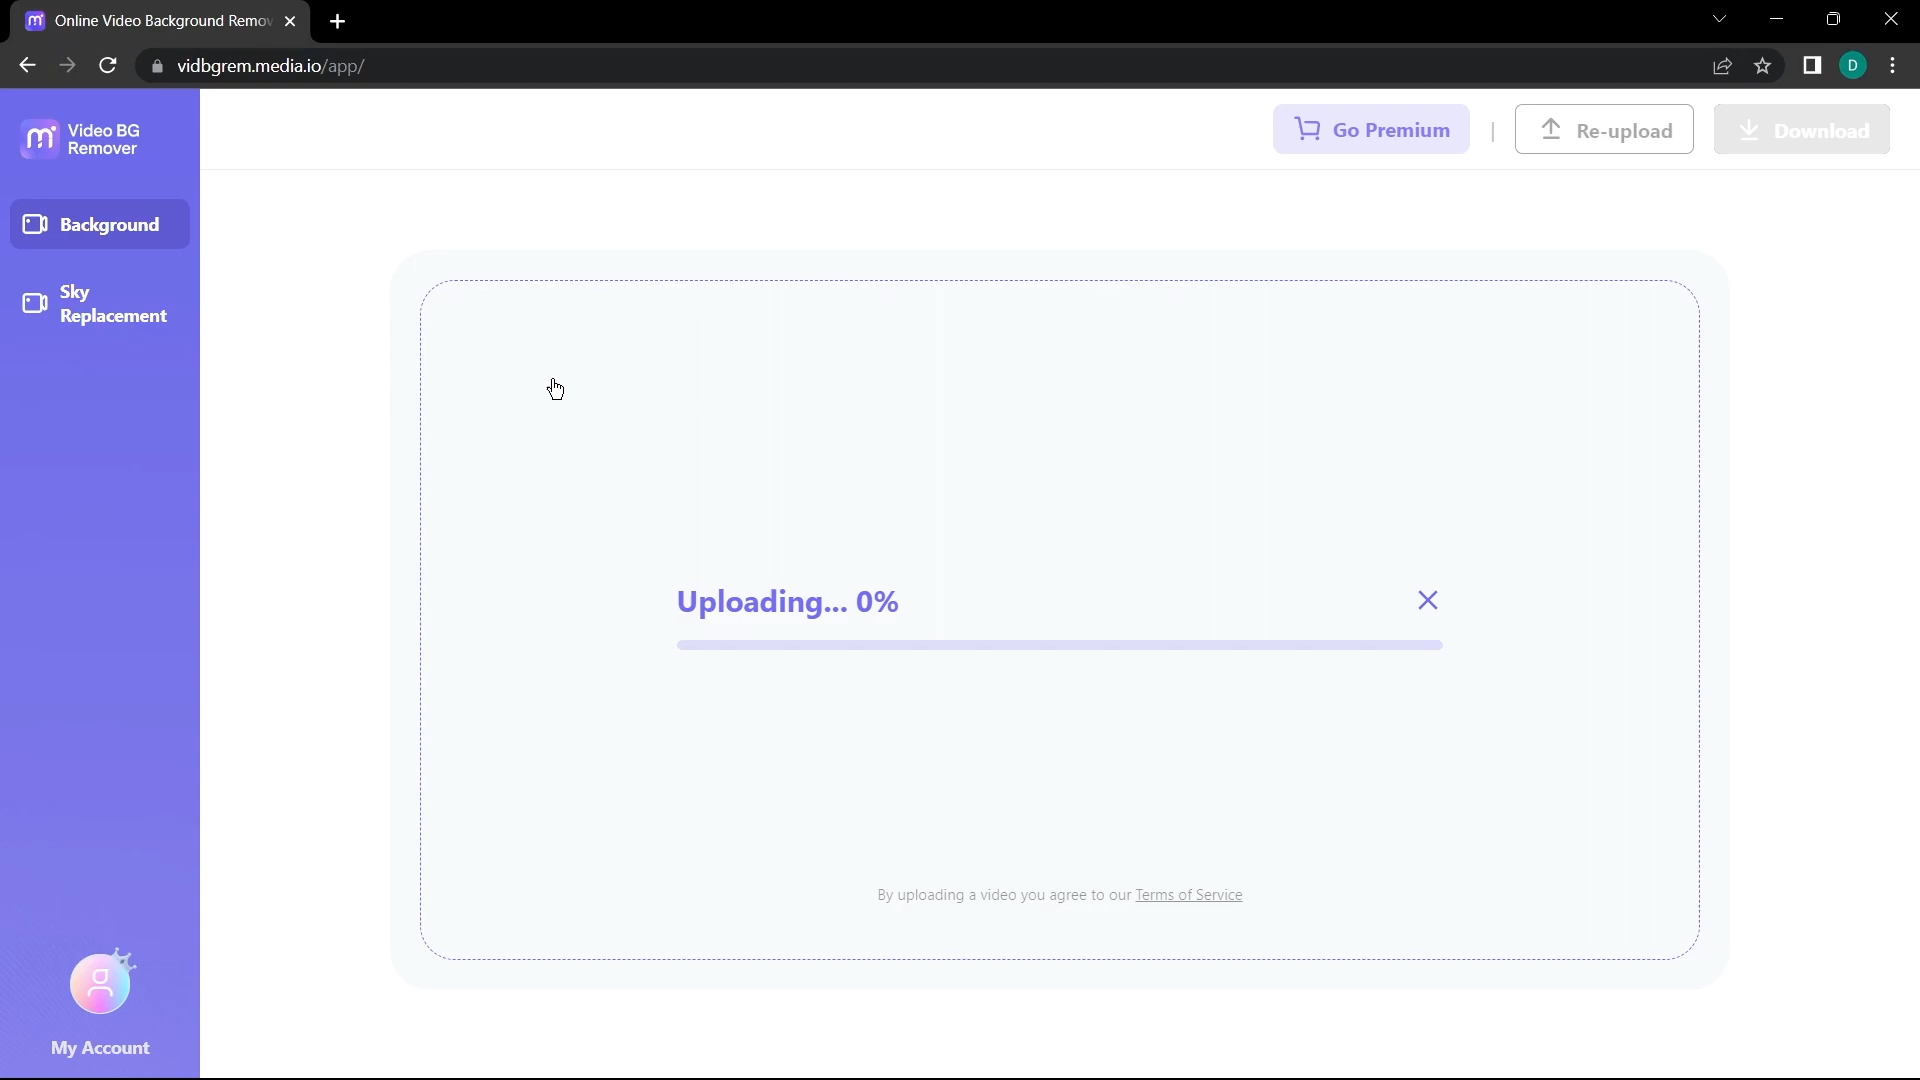 Online Video Background Remov
vidbgrem.media.io/app/
Video BG
Remover
Go Premium
Re-upload
Download
D
Background
Sky
Replacement
Uploading... 0%
By uploading a video you agree to our Terms of Service
My Account